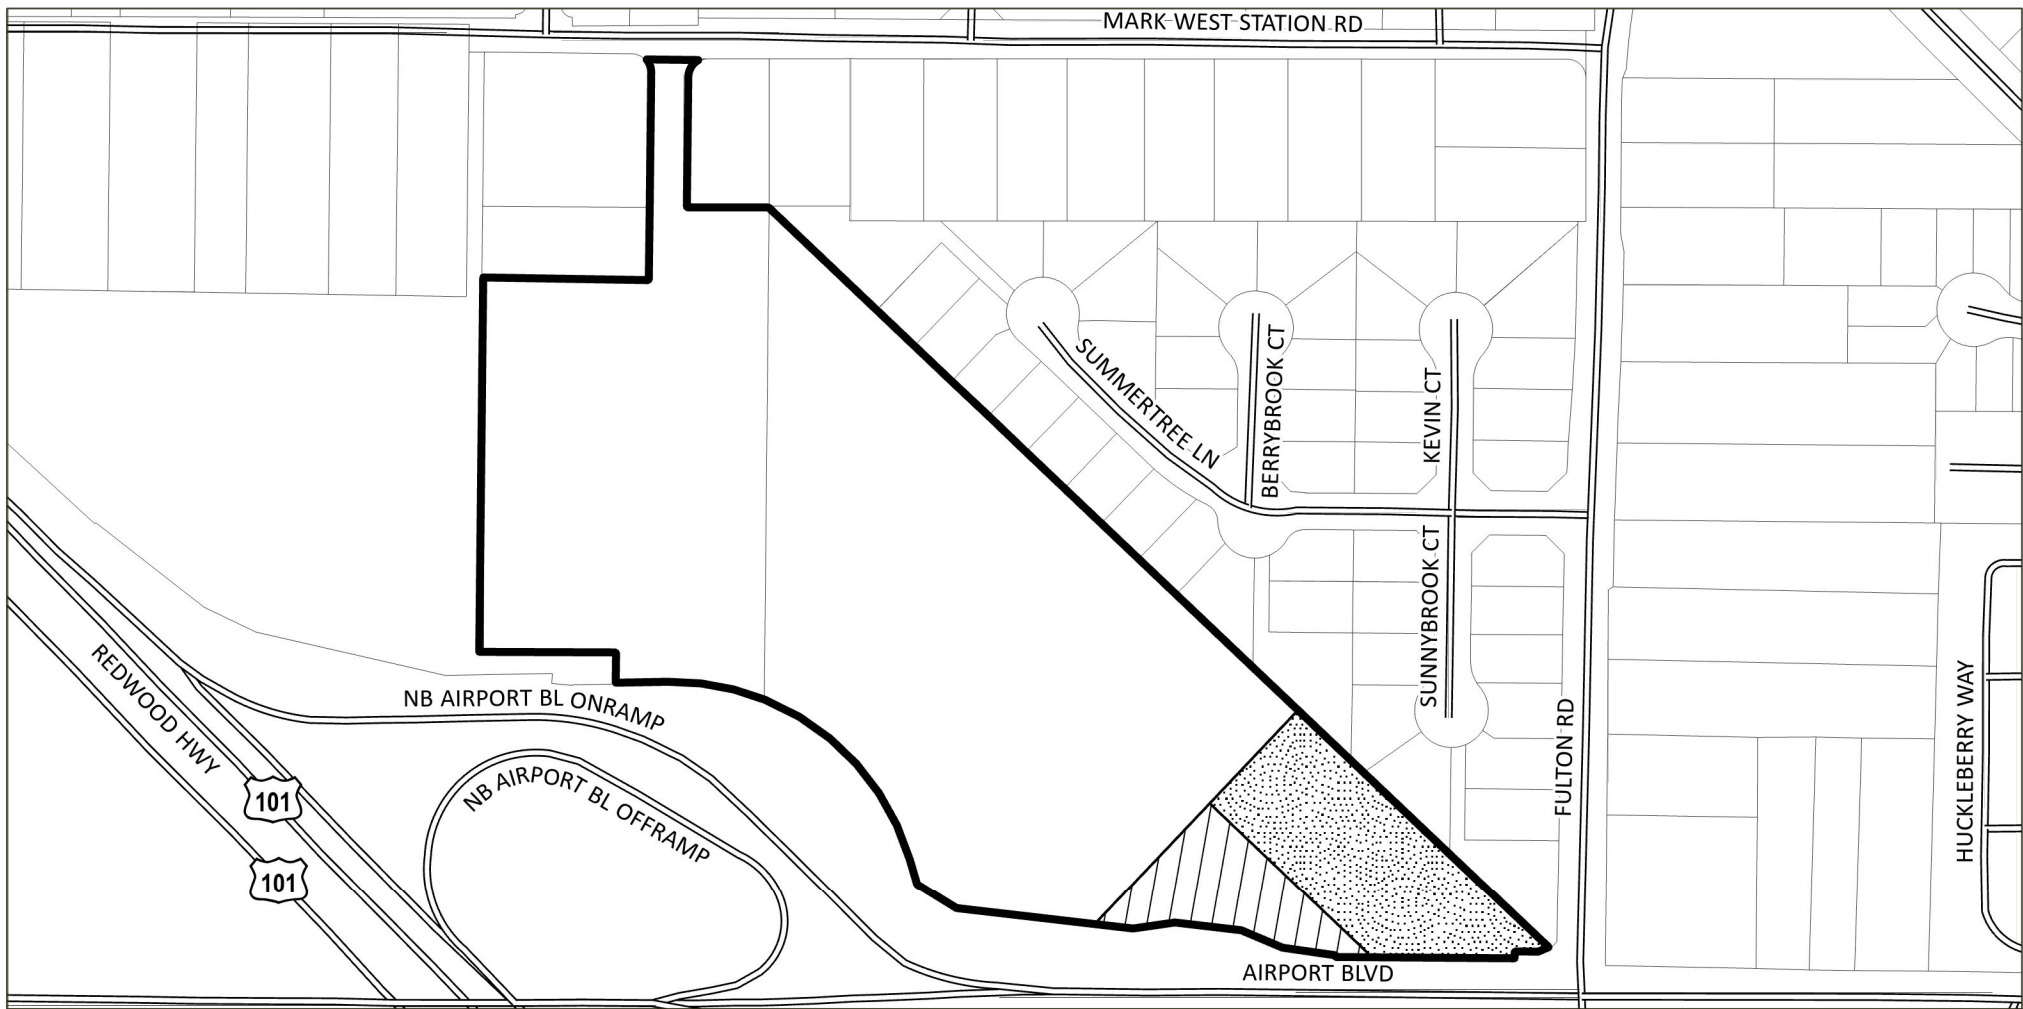 MARK WEST STATION RD
SUMMERTREE LN
BERRYBROOK CT
KEVIN CT
SUNNYBROOK CT
FULTON RD
HUCKLEBERRY WAY
REDWOOD HWY
NB AIRPORT BL ONRAMP
NB AIRPORT BL OFFRAMP
101
101
AIRPORT BLVD